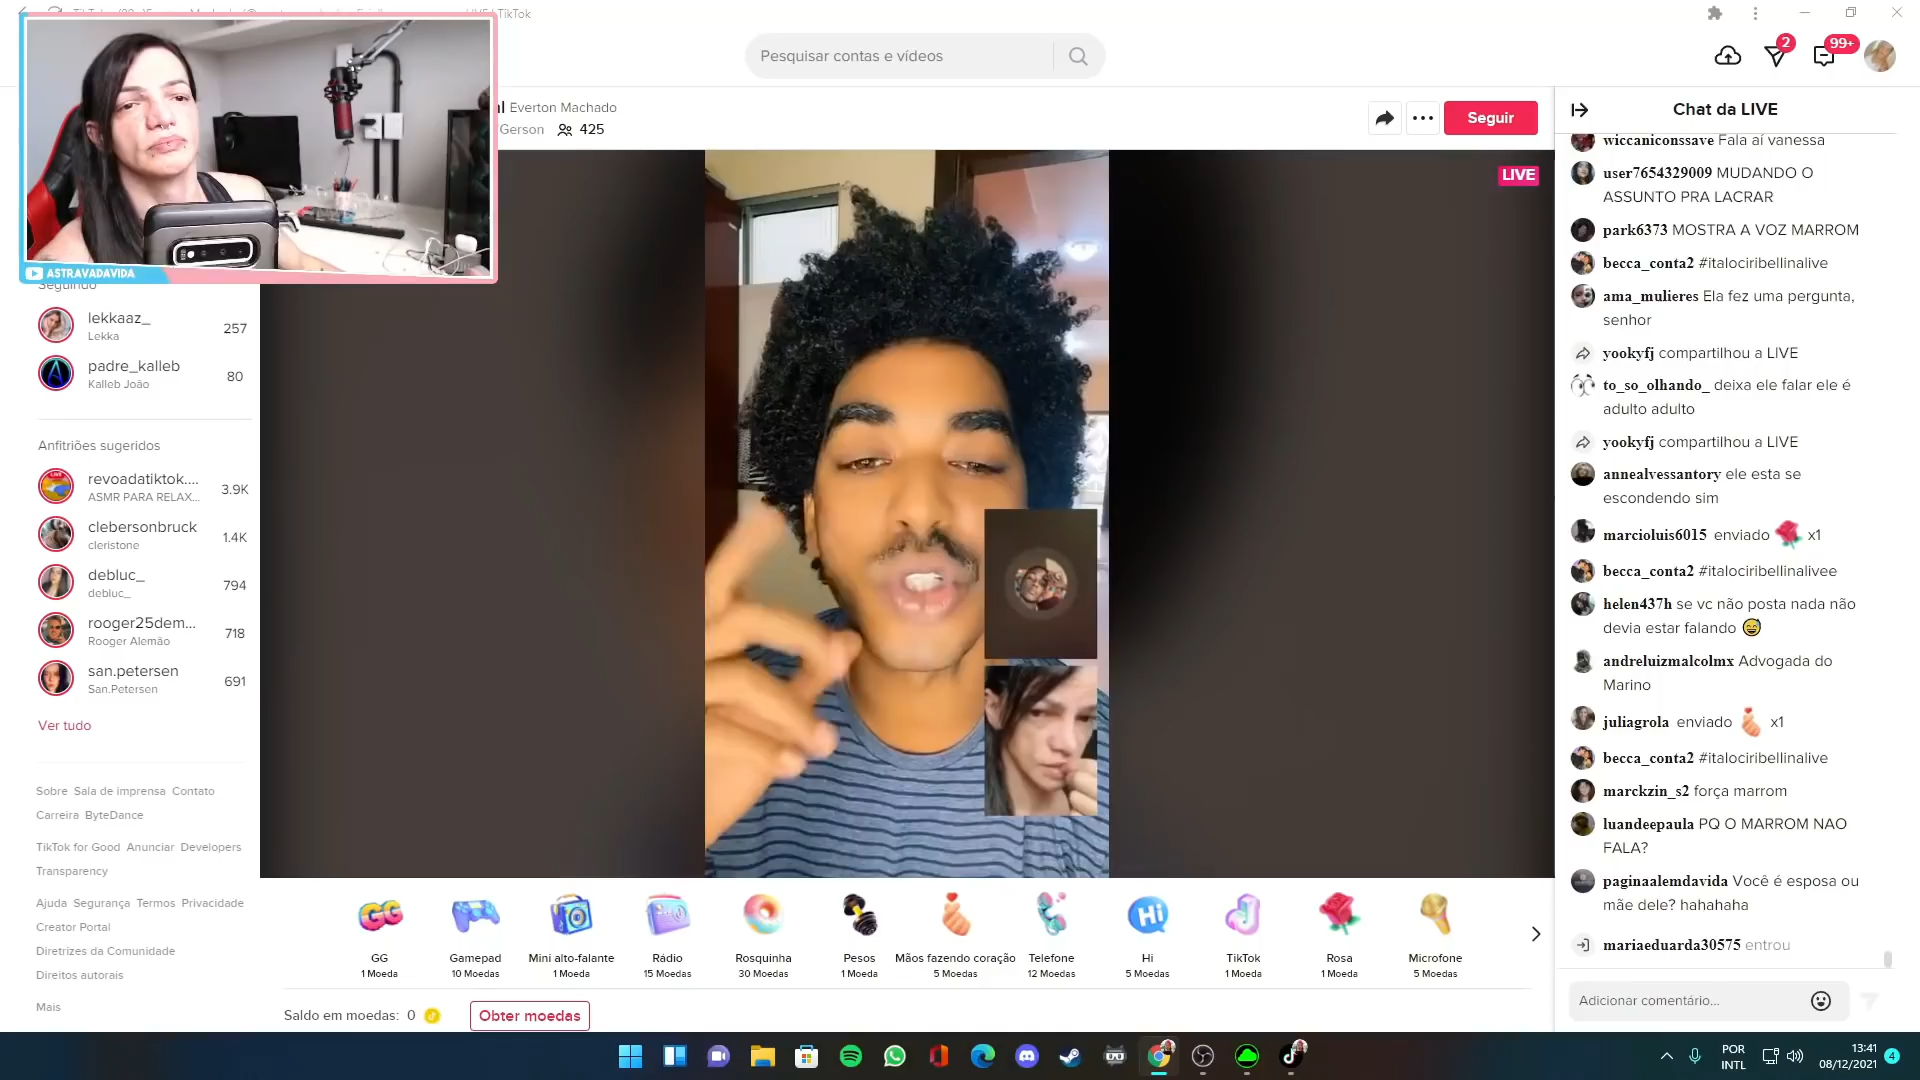 LIVE | TikTok
Pesquisar contas e vídeos
2
99+
ASTRAVADAVIDA
Everton Machado
Gerson 425
Seguir
LIVE
Seguindo
lekkaaz_
Lekka
257
padre_kalleb
Kalleb João
80
Anfitriões sugeridos
revoadatiktok....
ASMR PARA RELAX...
3.9K
clebersonbruck
cleristone
1.4K
debluc_
debluc_
794
rooger25dem...
Rooger Alemão
718
san.petersen
San.Petersen
691
Ver tudo
Sobre Sala de imprensa Contato
Carreira ByteDance
TikTok for Good Anunciar Developers
Transparency
Ajuda Segurança Termos Privacidade
Creator Portal
Diretrizes da Comunidade
Direitos autorais
Mais
GG
1 Moeda
Gamepad
10 Moedas
Mini alto-falante
1 Moeda
Rádio
15 Moedas
Rosquinha
30 Moedas
Pesos
1 Moeda
Mãos fazendo coração
5 Moedas
Telefone
12 Moedas
Hi
Hi
5 Moedas
TikTok
1 Moeda
Rosa
1 Moeda
Microfone
5 Moedas
Saldo em moedas: 0
Obter moedas
Chat da LIVE
wiccaniconssave Fala aí vanessa
user7654329009 MUDANDO O
ASSUNTO PRA LACRAR
park6373 MOSTRA A VOZ MARROM
becca_conta2 #italociribellinalive
ama_mulieres Ela fez uma pergunta,
senhor
yookyfj compartilhou a LIVE
to_so_olhando_ deixa ele falar ele é
adulto adulto
yookyfj compartilhou a LIVE
annealvessantory ele esta se
escondendo sim
marcioluis6015 enviado x1
becca_conta2 #italociribellinalivee
helen437h se vc não posta nada não
devia estar falando 😅
andreluizmalcolmx Advogada do
Marino
juliagrola enviado x1
becca_conta2 #italociribellinalive
marckzin_s2 força marrom
luandeepaula PQ O MARROM NAO
FALA?
paginaalemdavida Você é esposa ou
mãe dele? hahahaha
mariaeduarda30575 entrou
Adicionar comentário...
POR
INTL
13:41
08/12/2021
4